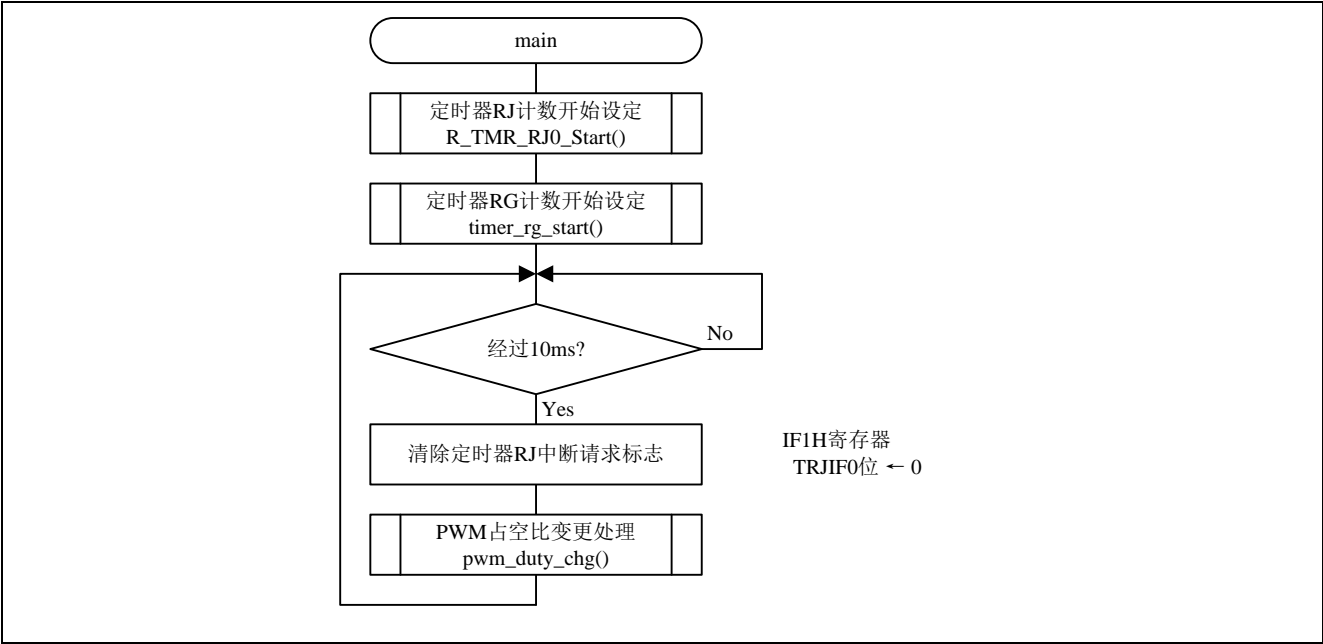 main
定时器RJ计数开始设定
R_TMR_RJ0_Start()
定时器RG计数开始设定
timer_rg_start()
经过10ms?
No
Yes
清除定时器RJ中断请求标志
IF1H寄存器
TRJIF0位 ← 0
PWM占空比变更处理
pwm_duty_chg()